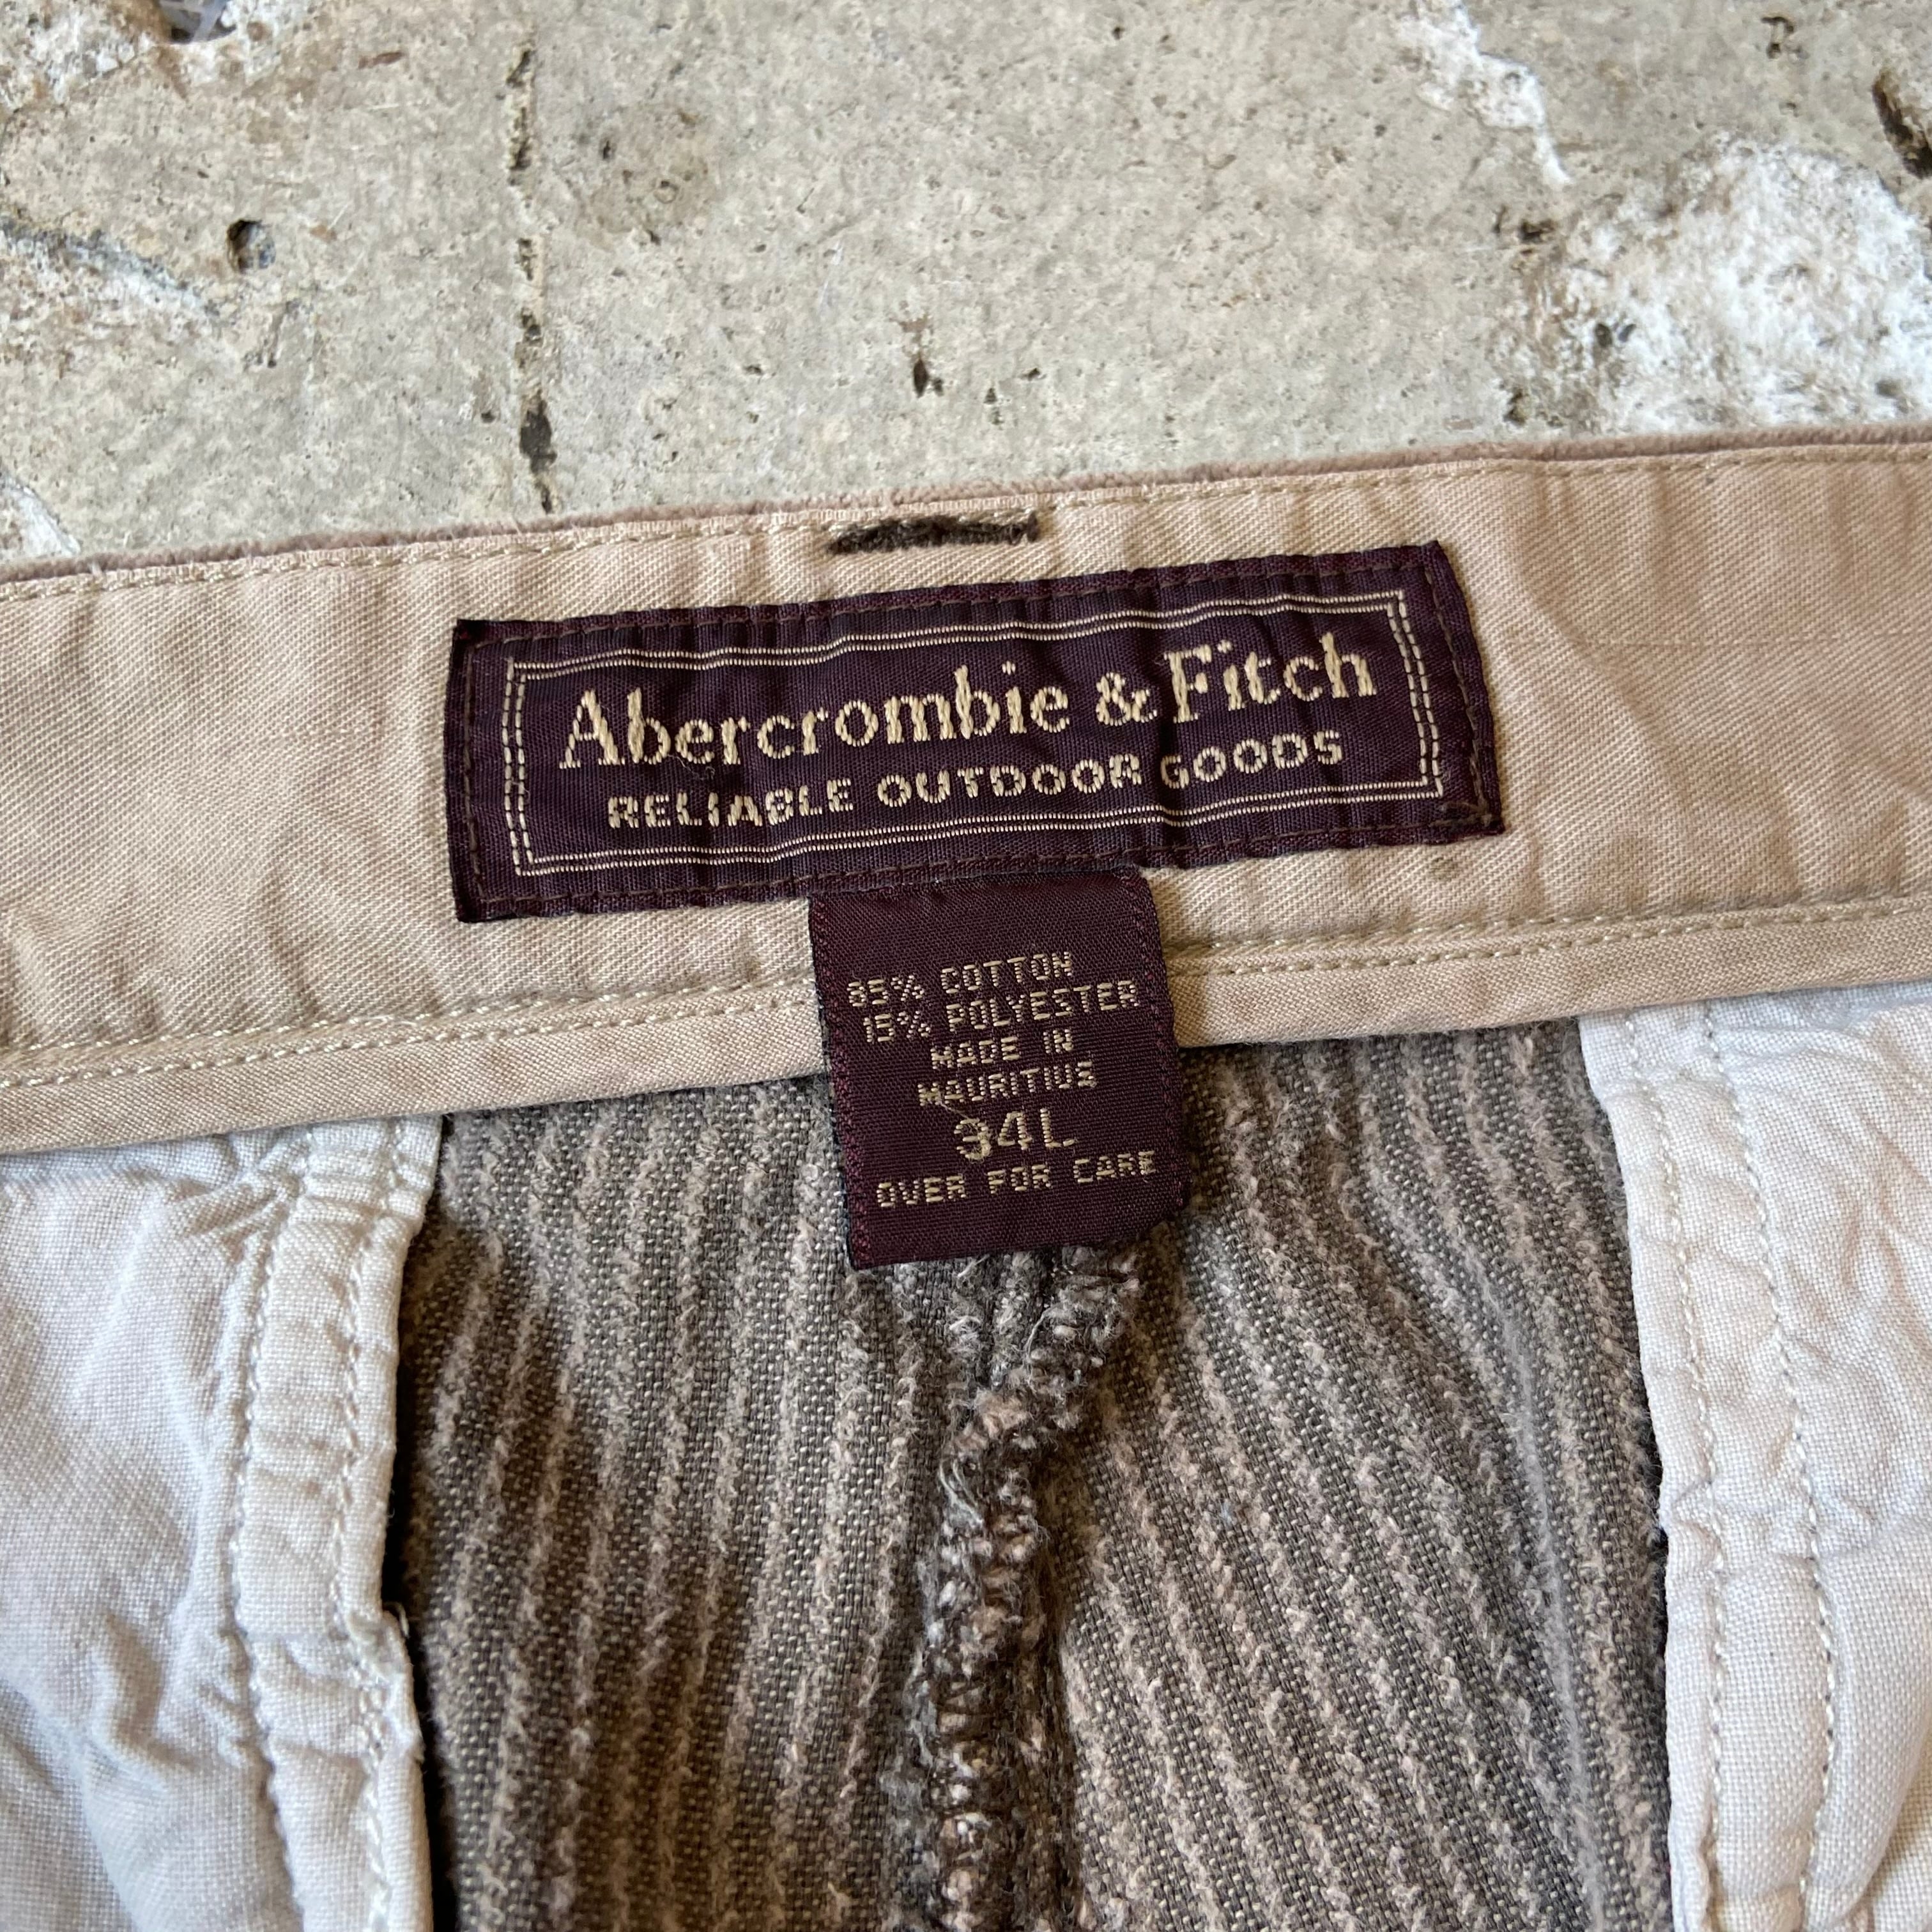 Abercrombie & Fitch
RELIABLE OUTDOOR GOODS
85% COTTON
15% POLYESTER
MADE IN
MAURITIUS
34L
OVER FOR CARE